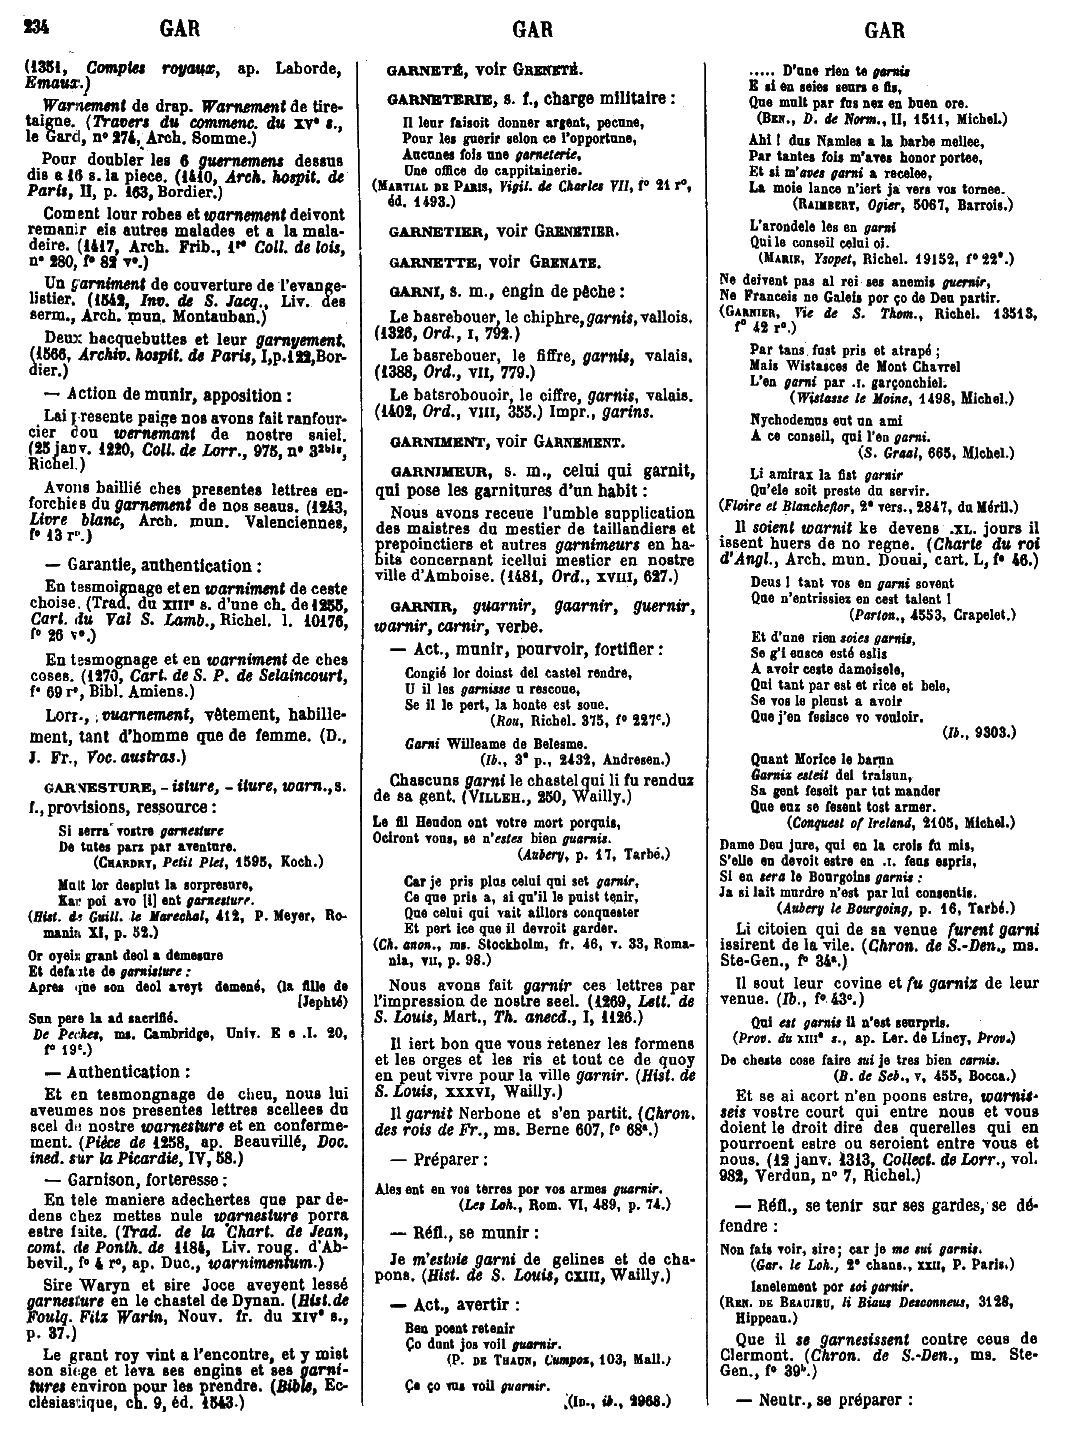 234 GAR GAR GAR
(1351, Comptes royaux, ap. Laborde,
Emaux.)
Warnement de drap. Warnement de tire-
taigne. (Travers du commenc. du XVe s.,
le Gard, n° 274, Arch. Somme.)
Pour doubler les 6 guernemens dessus
dis a 16 s. la piece. (1410, Arch. hospit. de
Paris, II, p. 163, Bordier.)
Coment lour robes et warnement deivont
remanir eis autres malades et a la mala-
deire. (1417, Arch. Frib., 1re Coll. de lois,
n° 280, f° 82 v°.)
Un garniment de couverture de l'evange-
listier. (1542, Inv. de S. Jacq., Liv. des
serm., Arch. mun. Montauban.)
Deux hacquebuttes et leur garnyement.
(1566, Archiv. hospit. de Paris, I, p. 122, Bor-
dier.)
— Action de munir, apposition :
Lai presente paige nos avons fait ranfour-
cier dou wernemant de nostre saiel.
(25 janv. 1220, Coll. de Lorr., 975, n° 32bis,
Richel.)
Avons baillié ches presentes lettres en-
forchies du garnement de nos seaus. (1243,
Livre blanc, Arch. mun. Valenciennes,
f° 13 r°.)
— Garantie, authentication :
En tesmoignage et en warniment de ceste
choise. (Trad. du XIIIe s. d'une ch. de 1255,
Cart. du Val S. Lamb., Richel. l. 10176,
f° 26 v°.)
En tesmognage et en warniment de ches
coses. (1270, Cart. de S. P. de Selaincourt,
f° 69 r°, Bibl. Amiens.)
Lorr., vuarnement, vêtement, habille-
ment, tant d'homme que de femme. (D.,
J. Fr., Voc. austras.)
GARNESTURE, - isture, - iture, warn., s.
f., provisions, ressource :
Si serra vostre garnesture
De tutes parz par aventure.
(CHARDRY, Petit Plet, 1595, Koch.)
Mult lor desplut la sorpresure,
Kar poi avo [i] ent garnesture.
(Hist. de Guill. le Marechal, 412, P. Meyer, Ro-
mania XI, p. 52.)
Or oyeix grant deol a demesure
Et defaute de garnisture :
Apres que son deol aveyt demené, (la fille de
[Jephté)
Sun pere la ad sacrifié.
De Peches, ms. Cambridge, Univ. E e .I. 20,
f° 19c.)
— Authentication :
Et en tesmongnage de cheu, nous lui
aveumes nos presentes lettres scellees du
scel de nostre warnesture et en conferme-
ment. (Pièce de 1258, ap. Beauvillé, Doc.
ined. sur la Picardie, IV, 58.)
— Garnison, forteresse :
En tele maniere adechertes que par de-
dens chez mettes nule warnesture porra
estre faite. (Trad. de la Chart. de Jean,
comt. de Ponth. de 1184, Liv. roug. d'Ab-
bevil., f° 4 r°, ap. Duc., warnimentum.)
Sire Waryn et sire Joce aveyent lessé
garnesture en le chastel de Dynan. (Hist. de
Foulq. Fitz Warin, Nouv. fr. du XIVe s.,
p. 37.)
Le grant roy vint a l'encontre, et y mist
son siege et leva ses engins et ses garni-
tures environ pour les prendre. (Bible, Ec-
clésiastique, ch. 9, éd. 1543.)
GARNETÉ, voir GRENETÉ.
GARNETERIE, s. f., charge militaire :
Il leur faisoit donner argent, pecune,
Pour les guerir selon ce l'opportune,
Aucunes fois une garneterie,
Une office de cappitainerie.
(MARTIAL DE PARIS, Vigil. de Charles VII, f° 21 r°,
éd. 1493.)
GARNETIER, voir GRENETIER.
GARNETTE, voir GRENATE.
GARNI, s. m., engin de pêche :
Le basrebouer, le chiphre, garnis, vallois.
(1326, Ord., I, 792.)
Le basrebouer, le fiffre, garnis, valais.
(1388, Ord., VII, 779.)
Le batsrobouoir, le ciffre, garnis, valais.
(1402, Ord., VIII, 355.) Impr., garins.
GARNIMENT, voir GARNEMENT.
GARNIMEUR, s. m., celui qui garnit,
qui pose les garnitures d'un habit :
Nous avons receue l'umble supplication
des maistres du mestier de taillandiers et
prepoinctiers et autres garnimeurs en ha-
bits concernant icellui mestier en nostre
ville d'Amboise. (1481, Ord., XVIII, 627.)
GARNIR, guarnir, gaarnir, guernir,
warnir, carnir, verbe.
— Act., munir, pourvoir, fortifier :
Congié lor doinst del castel rendre,
U il les garnisse u rescoue,
Se il le pert, la honte est soue.
(Rou, Richel. 375, f° 227c.)
Garni Willeame de Belesme.
(Ib., 3e p., 2432, Andresen.)
Chascuns garni le chastel qui li fu renduz
de sa gent. (VILLEH., 250, Wailly.)
Le fil Hendon ont votre mort porquis,
Ociront vous, se n'estes bien guarnis.
(Aubery, p. 17, Tarbé.)
Car je pris plus celui qui set garnir,
Ce que pris a, si qu'il le puist tenir,
Que celui qui vait aillors conquester
Et pert ice que il devroit garder.
(Ch. anon., ms. Stockholm, fr. 46, v. 33, Roma-
nia, VII, p. 98.)
Nous avons fait garnir ces lettres par
l'impression de nostre seel. (1269, Lett. de
S. Louis, Mart., Th. anecd., I, 1126.)
Il iert bon que vous retenez les formens
et les orges et les ris et tout ce de quoy
en peut vivre pour la ville garnir. (Hist. de
S. Louis, XXXVI, Wailly.)
Il garnit Nerbone et s'en partit. (Chron.
des rois de Fr., ms. Berne 607, f° 68a.)
— Préparer :
Ales ent en vos terres por vos armes guarnir.
(Les Loh., Rom. VI, 489, p. 74.)
— Réfl., se munir :
Je m'estoie garni de gelines et de cha-
pons. (Hist. de S. Louis, CXIII, Wailly.)
— Act., avertir :
Ben poent retenir
Ço dunt jos voil guarnir.
(P. DE THAUN, Cumpoz, 103, Mall.)
Ça ço vus voil guarnir.
(ID., ib., 2968.)
..... D'une rien te garnis
E si en seies seurs e fis,
Que mult par fus nez en buen ore.
(BEN., D. de Norm., II, 1511, Michel.)
Ahi ! dus Namles a la barbe mellee,
Par tantes fois m'aves honor portee,
Et si m'aves garni a recelee,
La moie lance n'iert ja vers vos tornee.
(RAIMBERT, Ogier, 5067, Barrois.)
L'arondele les en garni
Qui le conseil celui oi.
(MARIE, Ysopet, Richel. 19152, f° 22a.)
Ne deivent pas al rei ses anemis guernir,
Ne Franceis ne Galeis por ço de Deu partir.
(GARNIER, Vie de S. Thom., Richel. 13513,
f° 42 r°.)
Par tans fust pris et atrapé ;
Mais Wistasces de Mont Chavrel
L'en garni par .I. garçonchiel.
(Wistasse le Moine, 1498, Michel.)
Nychodemus eut un ami
A ce conseil, qui l'en garni.
(S. Graal, 665, Michel.)
Li amirax la fist garnir
Qu'ele soit preste du servir.
(Floire et Blancheflor, 2e vers., 2847, du Méril.)
Il soient warnit ke devens .XL. jours il
issent huers de no regne. (Charte du roi
d'Angl., Arch. mun. Douai, cart. L, f° 46.)
Deus ! tant vos en garni sovent
Que n'entrissiez en cest talent !
(Parton., 4553, Crapelet.)
Et d'une rien soies garnis,
Se g'i eusce esté eslis
A avoir ceste damoisele,
Qui tant par est et rice et bele,
Se vos le pleust a avoir
Que j'en fesisce vo vouloir.
(Ib., 9303.)
Quant Morice le barun
Garniz esteit del traisun,
Sa gent feseit par tut mander
Que euz se fesent tost armer.
(Conquest of Ireland, 2105, Michel.)
Dame Deu jure, qui en la crois fu mis,
S'elle en devoit estre en .I. feus espris,
Si en sera le Bourgoins garnis :
Ja si lait murdre n'est par lui consentis.
(Aubery le Bourgoing, p. 16, Tarbé.)
Li citoien qui de sa venue furent garni
issirent de la vile. (Chron. de S.-Den., ms.
Ste-Gen., f° 34a.)
Il sout leur covine et fu garniz de leur
venue. (Ib., f° 43c.)
Qui est garnis il n'est seurpris.
(Prov. du XIIIe s., ap. Ler. de Lincy, Prov.)
De cheste cose faire sui je tres bien carnis.
(B. de Seb., V, 455, Bocca.)
Et se ai acort n'en poons estre, warnis-
seis vostre court qui entre nous et vous
doient le droit dire des querelles qui en
pourroent estre ou seroient entre vous et
nous. (12 janv. 1313, Collect. de Lorr., vol.
982, Verdun, n° 7, Richel.)
— Réfl., se tenir sur ses gardes, se dé-
fendre :
Non fais voir, sire; car je me sui garnis.
(Gar. le Loh., 2e chans., XXII, P. Paris.)
Isnelement por soi garnir.
(REN. DE BEAUJEU, li Biaus Desconneus, 3128,
Hippeau.)
Que il se garnesissent contre ceus de
Clermont. (Chron. de S.-Den., ms. Ste-
Gen., f° 39b.)
— Neutr., se préparer :